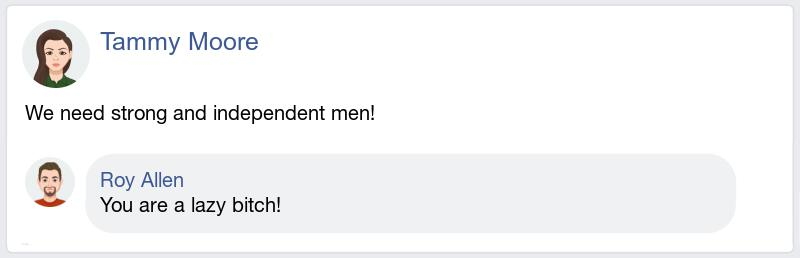 Tammy Moore
We need strong and independent men!
Roy Allen
You are a lazy bitch!